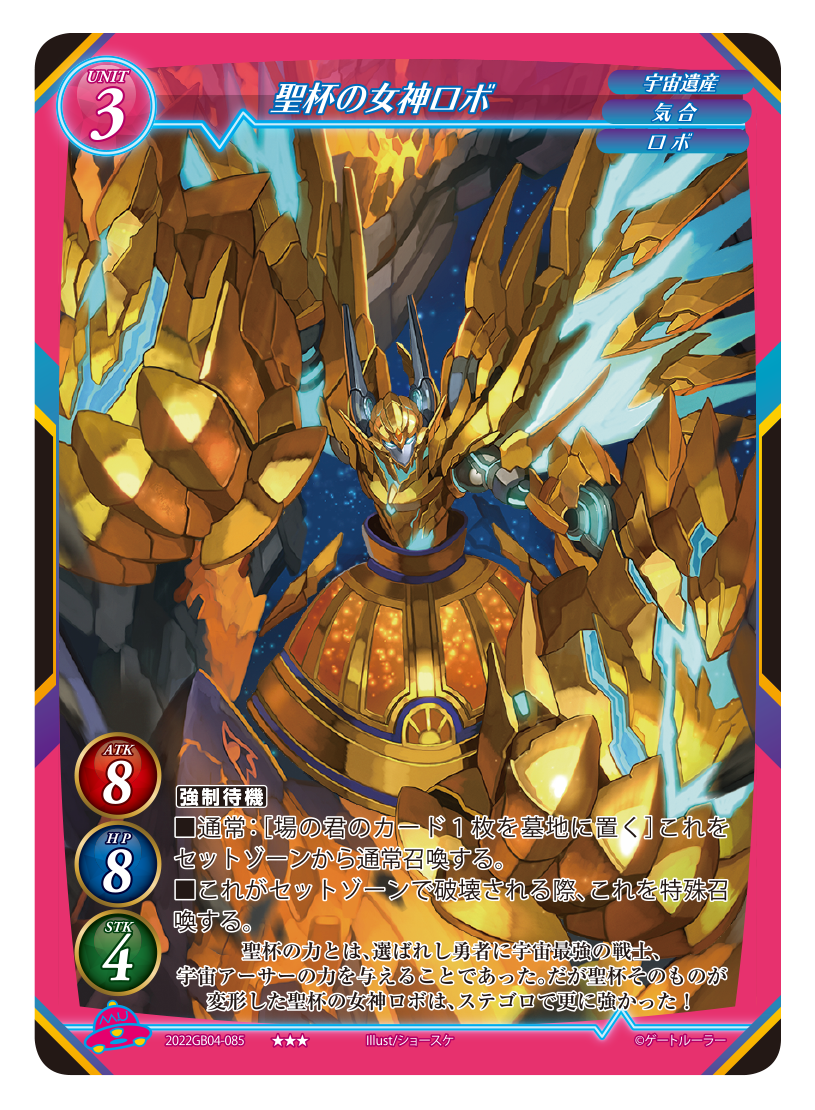 UNIT
3
聖杯の女神ロボ
宇宙遺産
気合
ロボ
ATK
8
HP
8
STK
4
強制待機
■通常:[場の君のカード1枚を墓地に置く]これを
セットゾーンから通常召喚する。
■これがセットゾーンで破壊される際、これを特殊召
喚する。
聖杯の力とは、選ばれし勇者に宇宙最強の戦士、
宇宙アーサーの力を与えることであった。だが聖杯そのものが
変形した聖杯の女神ロボは、ステゴロで更に強かった!
2022GB04-085 ★★★ Illust/ショースケ ©ゲートルーラー